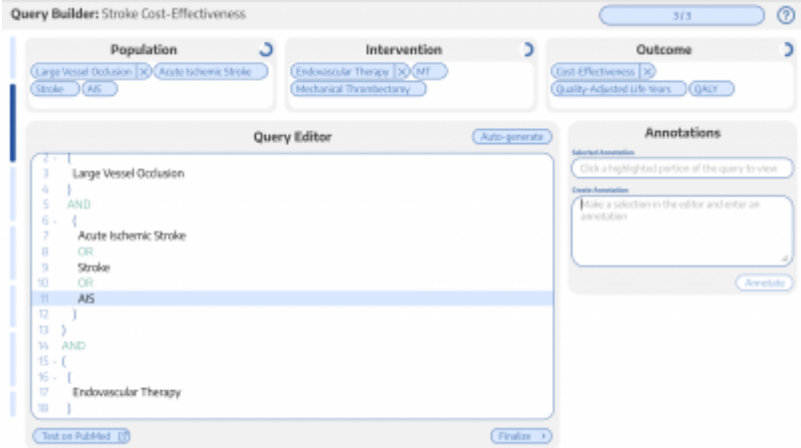 Query Builder: Stroke Cost-Effectiveness
3/3
?
Population
Intervention
Outcome
Large Vessel Occlusion X Acute Ischemic Stroke
Stroke AIS
Endovascular Therapy X MT
Mechanical Thrombectomy
Cost-Effectiveness X
Quality-Adjusted Life Years QALY
Query Editor
Auto-generate
2 - (
3 Large Vessel Occlusion
4 )
5 AND
6 - (
7 Acute Ischemic Stroke
8 OR
9 Stroke
10 OR
11 AIS
12 )
13 )
14 AND
15 - (
16 - (
17 Endovascular Therapy
18 )
Test on PubMed
Finalize >
Annotations
Selected Annotation
Click a highlighted portion of the query to view
Create Annotation
Make a selection in the editor and enter an
annotation
Annotate